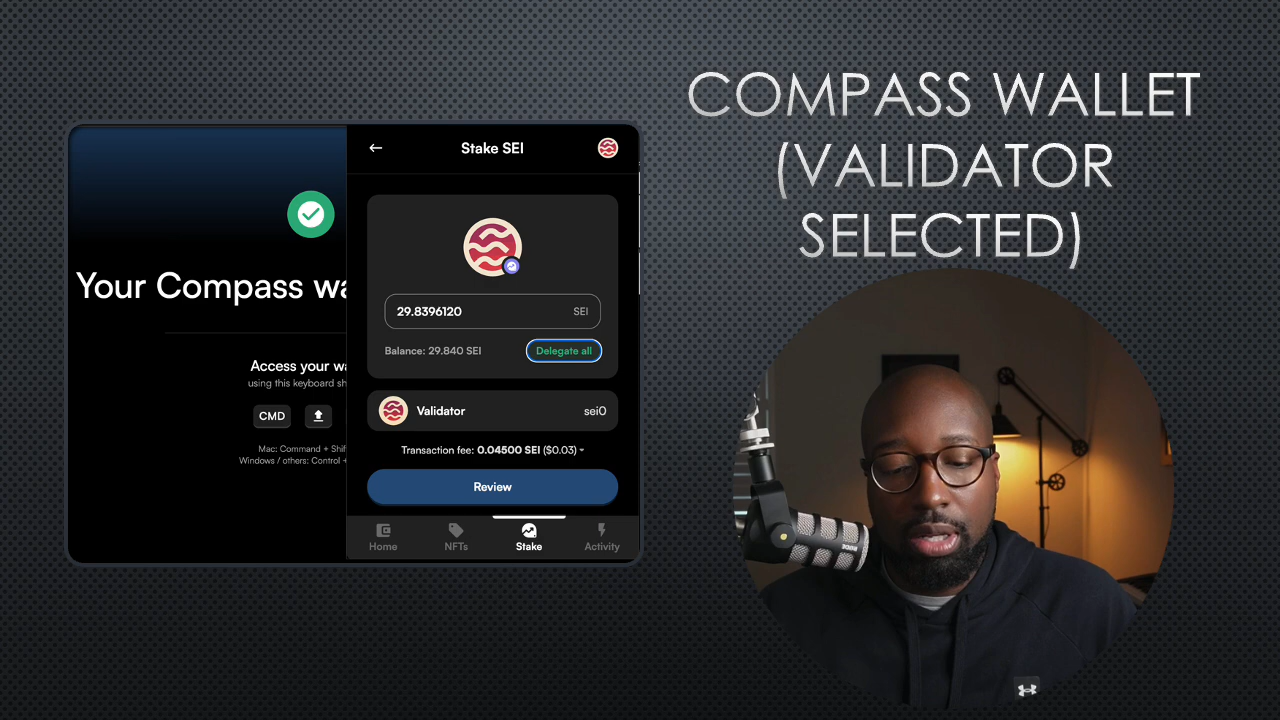 COMPASS WALLET
(VALIDATOR
SELECTED)
Your Compass wa
Access your wa
using this keyboard sh
CMD
Mac: Command + Shif
Windows / others: Control +
Stake SEI
29.8396120 SEI
Balance: 29.840 SEI Delegate all
Validator sei0
Transaction fee: 0.04500 SEI ($0.03)
Review
Home NFTs Stake Activity
RODE